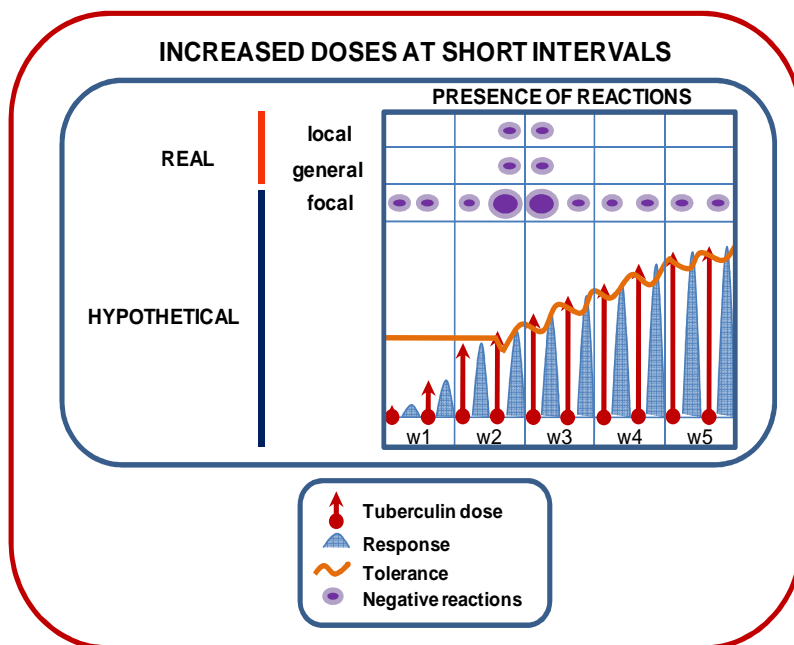 INCREASED DOSES AT SHORT INTERVALS
PRESENCE OF REACTIONS
REAL
local
general
focal
HYPOTHETICAL
w1 w2 w3 w4 w5
Tuberculin dose
Response
Tolerance
Negative reactions